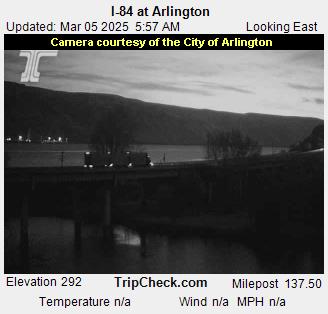 I-84 at Arlington
Updated: Mar 05 2025 5:57 AM Looking East
Camera courtesy of the City of Arlington
Elevation 292 TripCheck.com Milepost 137.50
Temperature n/a Wind n/a MPH n/a